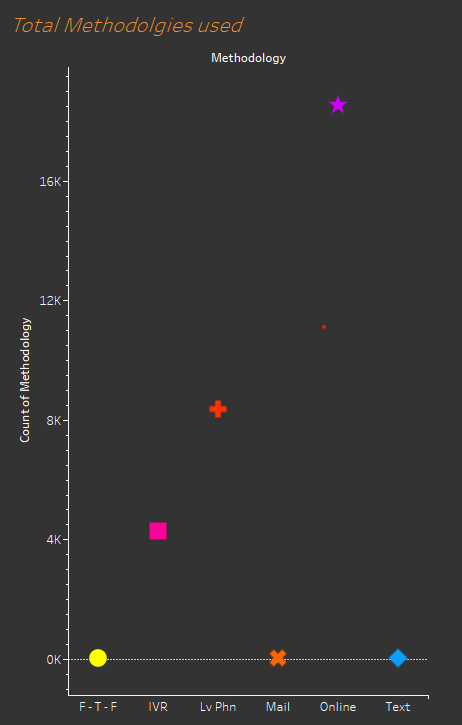 Total Methodolgies used
Methodology
Count of Methodology
16K
12K
8K
4K
0K
F - T - F IVR Lv Phn Mail Online Text